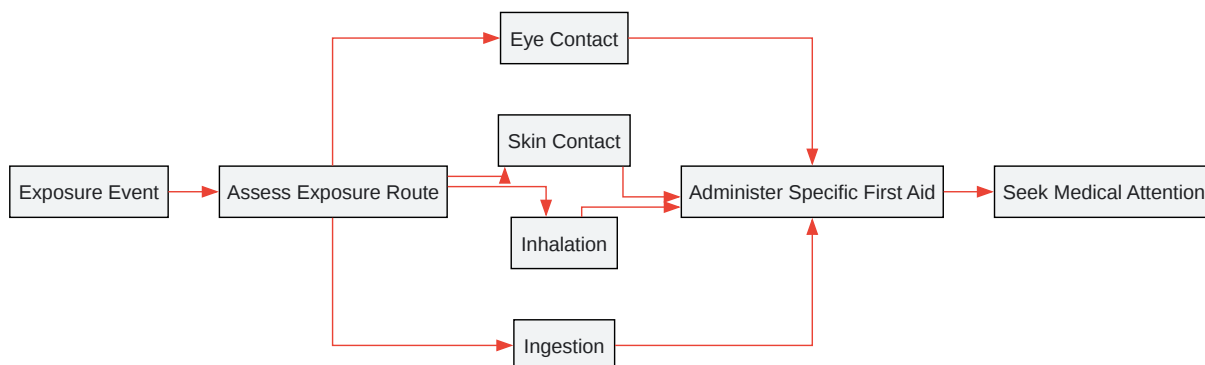 Eye Contact
Skin Contact
Exposure Event
Assess Exposure Route
Administer Specific First Aid
Seek Medical Attention
Inhalation
Ingestion